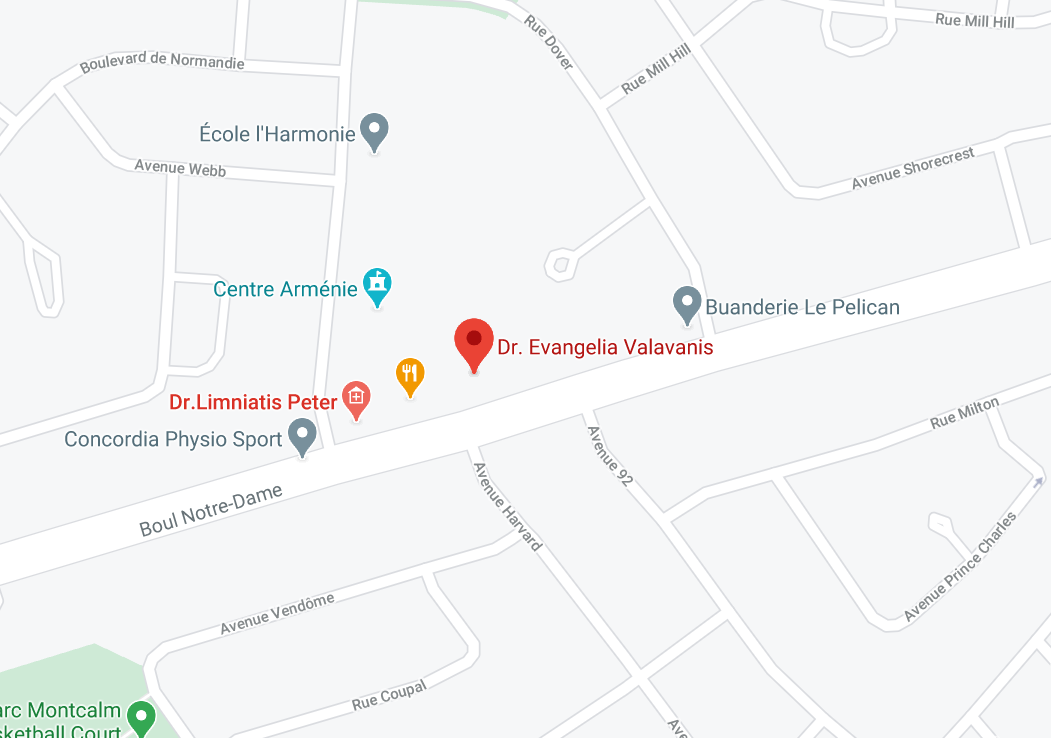 Rue Mill Hill
Rue Dover
Boulevard de Normandie
Rue Mill Hill
École l'Harmonie
Avenue Webb
Avenue Shorecrest
Centre Arménie
Buanderie Le Pelican
Dr. Evangelia Valavanis
Dr.Limniatis Peter
Rue Milton
Concordia Physio Sport
Avenue 92
Boul Notre-Dame
Avenue Harvard
Avenue Prince Charles
Avenue Vendôme
Rue Coupal
arc Montcalm
sketball Court
Av